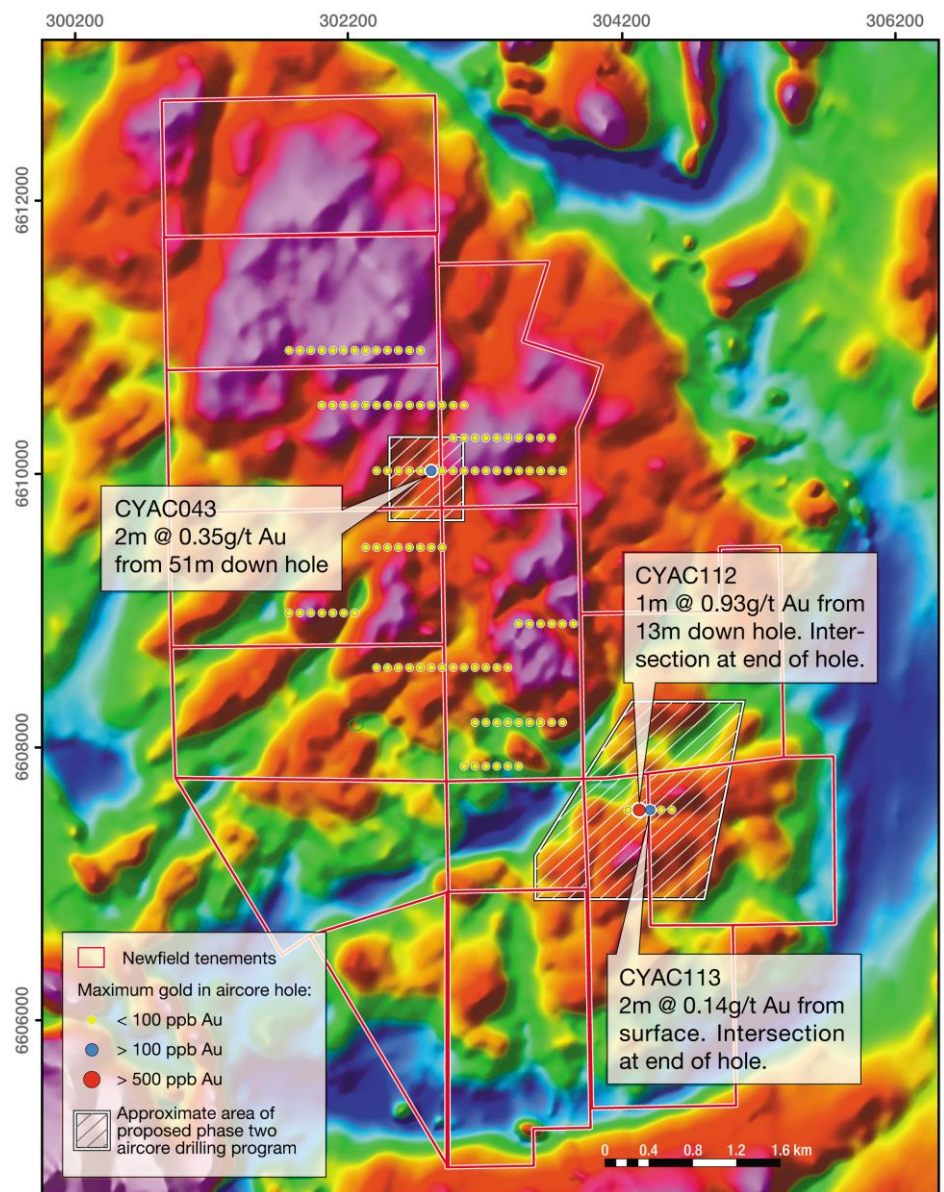 300200
302200
304200
306200
6612000
6610000
6608000
6606000
CYAC043
2m @ 0.35g/t Au
from 51m down hole
CYAC112
1m @ 0.93g/t Au from
13m down hole. Inter-
section at end of hole.
CYAC113
2m @ 0.14g/t Au from
surface. Intersection
at end of hole.
Newfield tenements
Maximum gold in aircore hole:
< 100 ppb Au
> 100 ppb Au
> 500 ppb Au
Approximate area of
proposed phase two
aircore drilling program
0 0.4 0.8 1.2 1.6 km